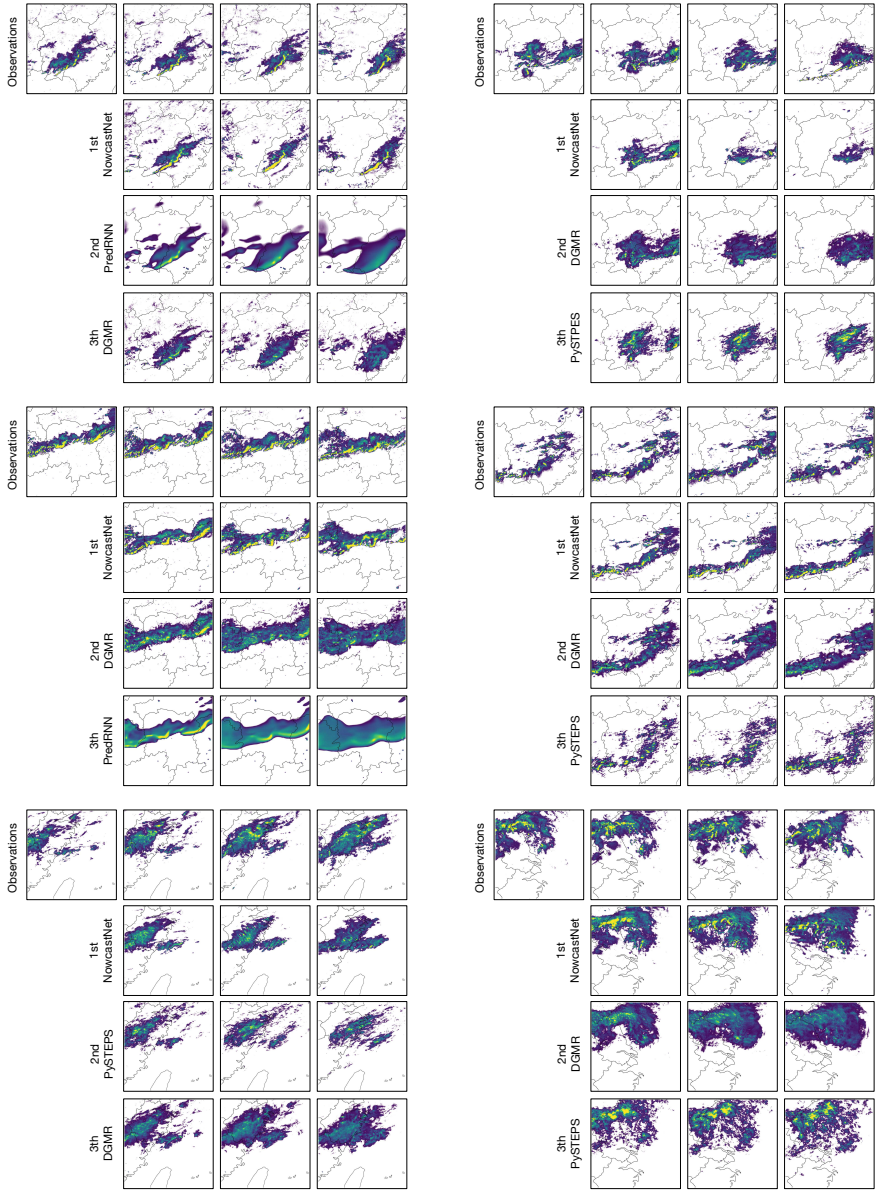 Observations
1st
NowcastNet
2nd
PredRNN
3th
DGMR
Observations
1st
NowcastNet
2nd
DGMR
3th
PySTPES
Observations
1st
NowcastNet
2nd
DGMR
3th
PredRNN
Observations
1st
NowcastNet
2nd
DGMR
3th
PySTEPS
Observations
1st
NowcastNet
2nd
PySTEPS
3th
DGMR
Observations
1st
NowcastNet
2nd
DGMR
3th
PySTEPS